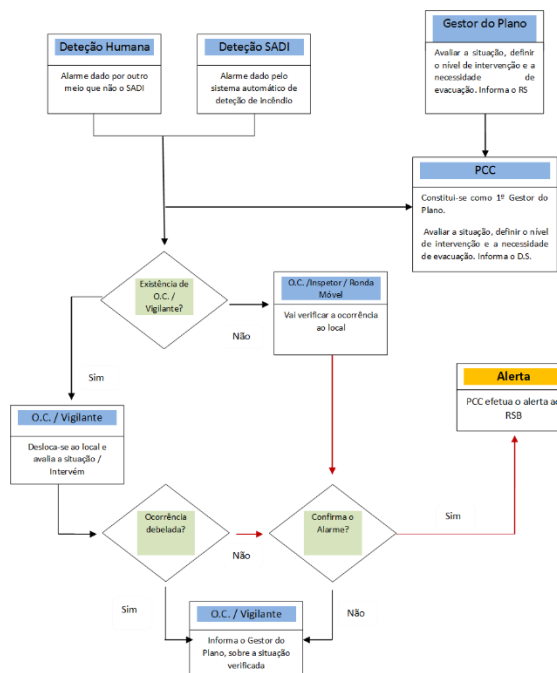 Deteção Humana
Alarme dado por outro
meio que não o SADI
Deteção SADI
Alarme dado pelo
sistema automático de
deteção de incêndio
Gestor do Plano
Avaliar a situação, definir
o nível de intervenção e a
necessidade de
evacuação. Informa o RS
PCC
Constitui-se como 1º Gestor do
Plano.
Avaliar a situação, definir o nível
de intervenção e a necessidade
de evacuação. Informa o D.S.
Existência de
O.C. /
Vigilante?
Não
Sim
O.C. /Inspetor / Ronda
Móvel
Vai verificar a ocorrência
ao local
Alerta
PCC efetua o alerta ao
RSB
O.C. / Vigilante
Desloca-se ao local e
avalia a situação /
Intervém
Ocorrência
debelada?
Não
Confirma o
Alarme?
Sim
Sim
Não
O.C. / Vigilante
Informa o Gestor do
Plano, sobre a situação
verificada